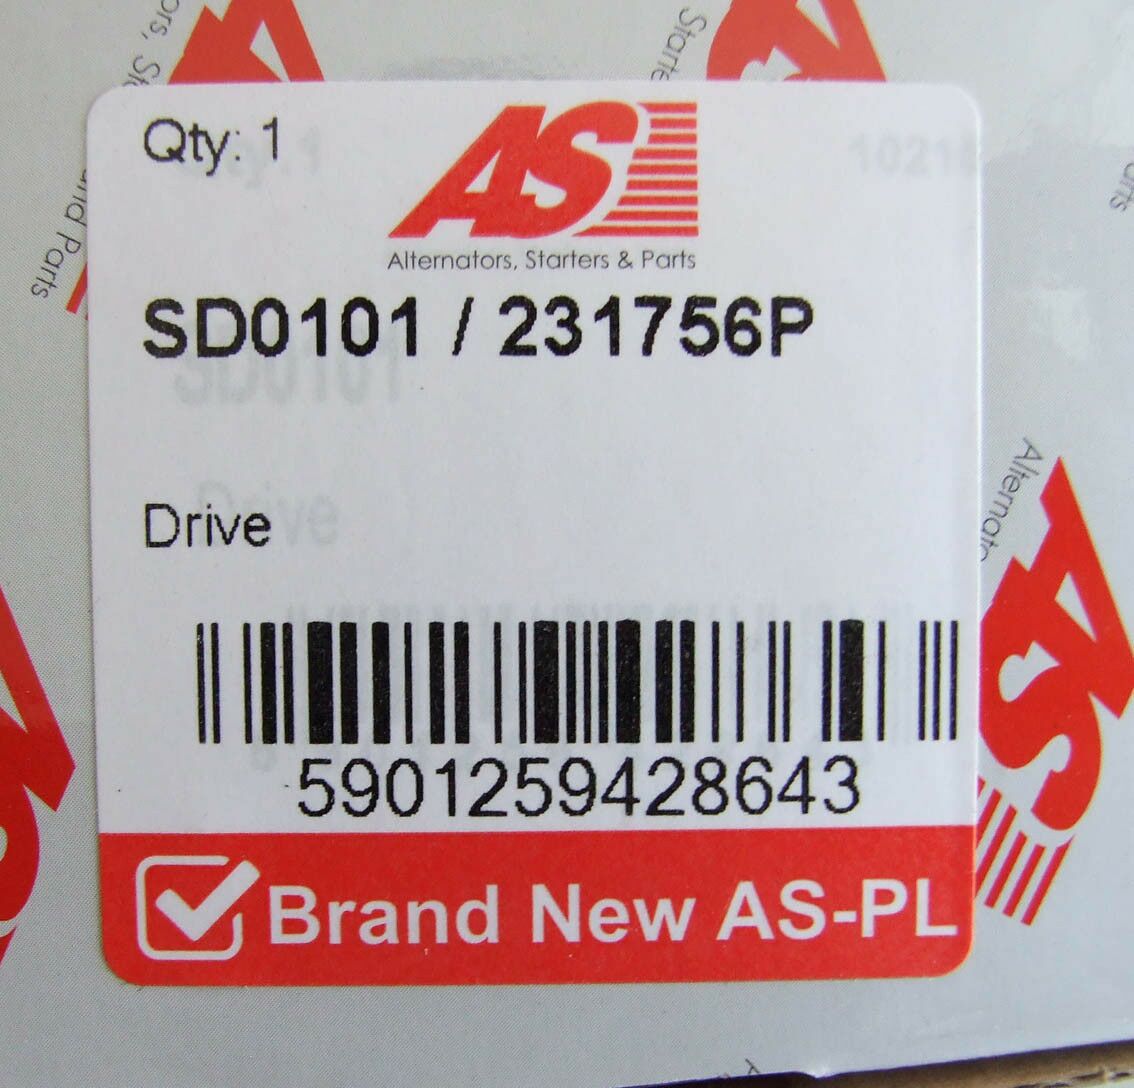 Qty: 1
AS
Alternators, Starters & Parts
SD0101 / 231756P
Drive
5901259428643
Brand New AS-PL